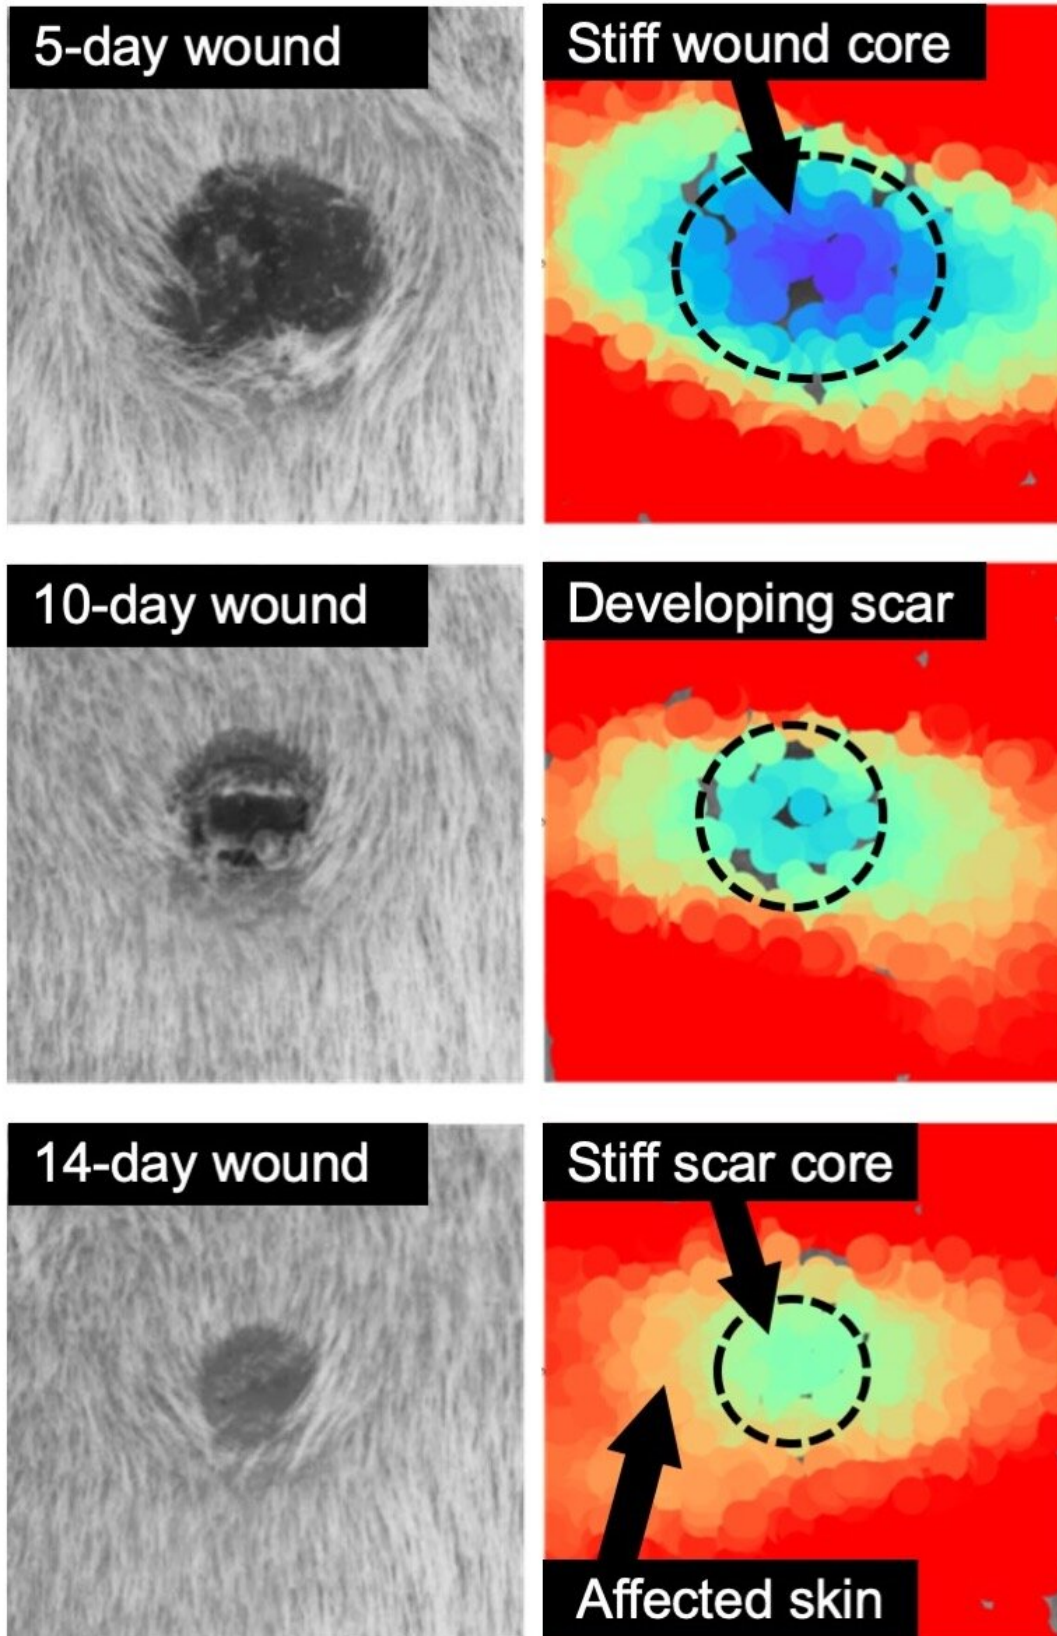 5-day wound
Stiff wound core
10-day wound
Developing scar
14-day wound
Stiff scar core
Affected skin